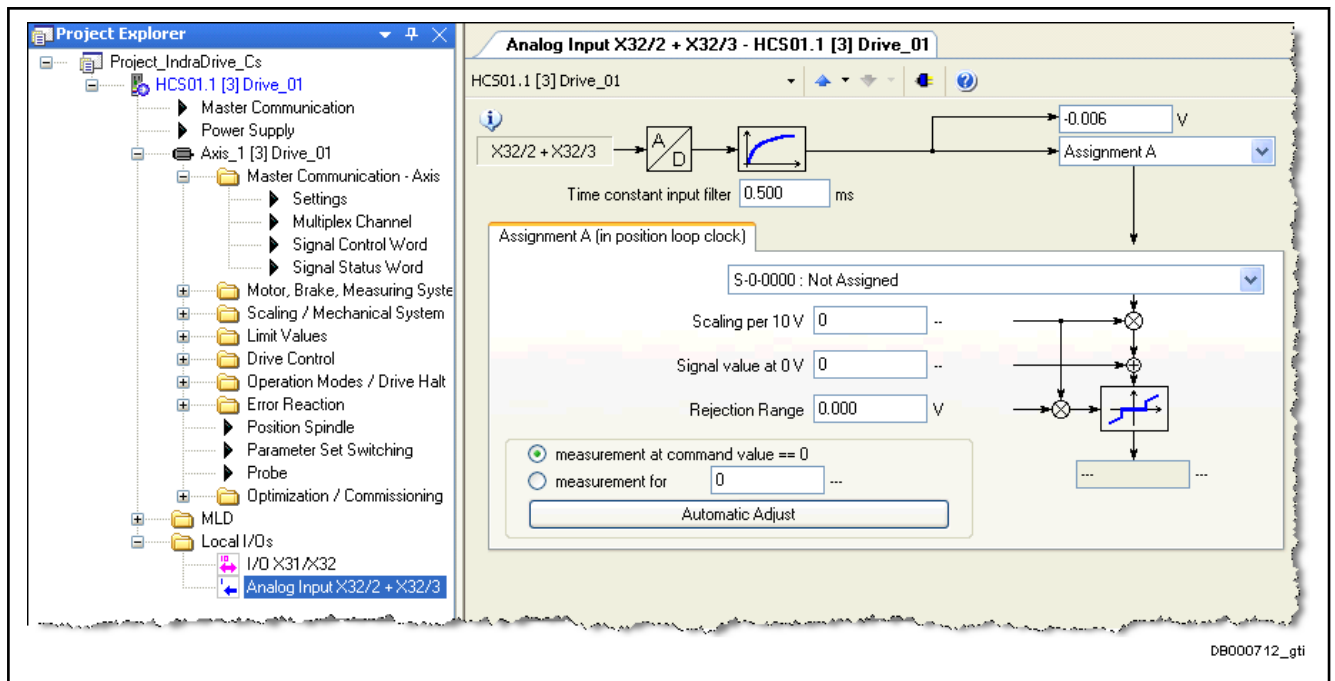 Project Explorer
Project_IndraDrive_Cs
HCS01.1 [3] Drive_01
Master Communication
Power Supply
Axis_1 [3] Drive_01
Master Communication - Axis
Settings
Multiplex Channel
Signal Control Word
Signal Status Word
Motor, Brake, Measuring Syste
Scaling / Mechanical System
Limit Values
Drive Control
Operation Modes / Drive Halt
Error Reaction
Position Spindle
Parameter Set Switching
Probe
Optimization / Commissioning
MLD
Local I/Os
I/O X31/X32
Analog Input X32/2 + X32/3
Analog Input X32/2 + X32/3 - HCS01.1 [3] Drive_01
HCS01.1 [3] Drive_01
-0.006 V
X32/2 + X32/3 A/D Assignment A
Time constant input filter 0.500 ms
Assignment A (in position loop clock)
S-0-0000 : Not Assigned
Scaling per 10 V 0 --
Signal value at 0 V 0 --
Rejection Range 0.000 V
measurement at command value == 0
measurement for 0 ---
--- ---
Automatic Adjust
DB000712_gti